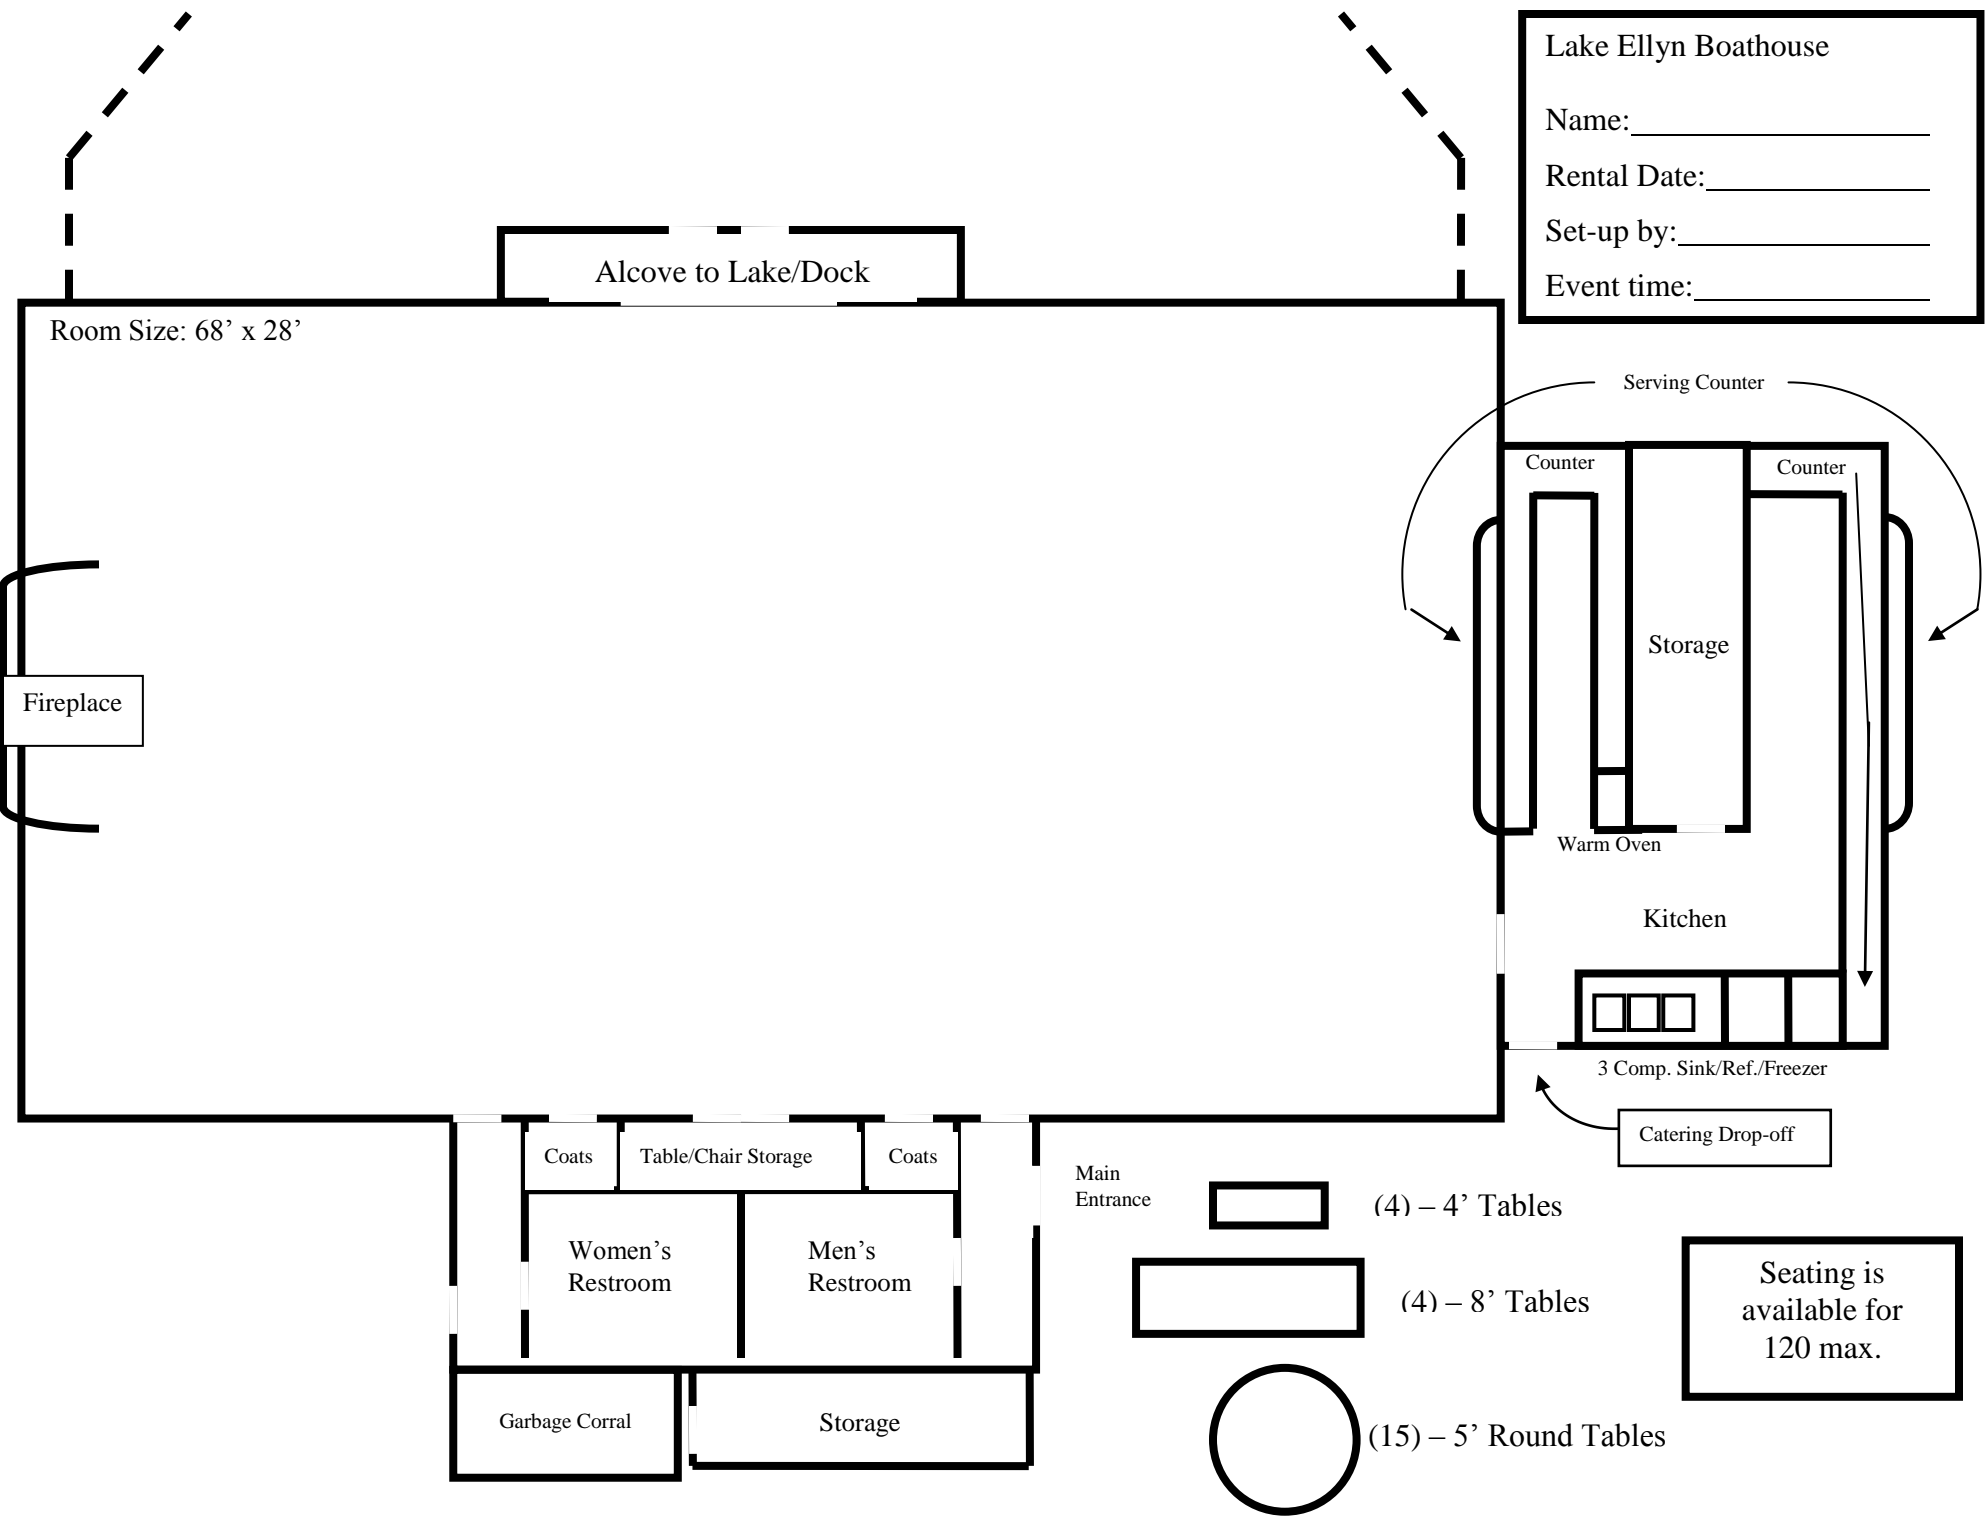 Lake Ellyn Boathouse
Name:
Rental Date:
Set-up by:
Event time:
Alcove to Lake/Dock
Room Size: 68’ x 28’
Serving Counter
Counter
Counter
Storage
Fireplace
Warm Oven
Kitchen
3 Comp. Sink/Ref./Freezer
Catering Drop-off
Coats
Table/Chair Storage
Coats
Main
Entrance
Women’s
Restroom
Men’s
Restroom
Garbage Corral
Storage
(4) – 4’ Tables
(4) – 8’ Tables
(15) – 5’ Round Tables
Seating is
available for
120 max.